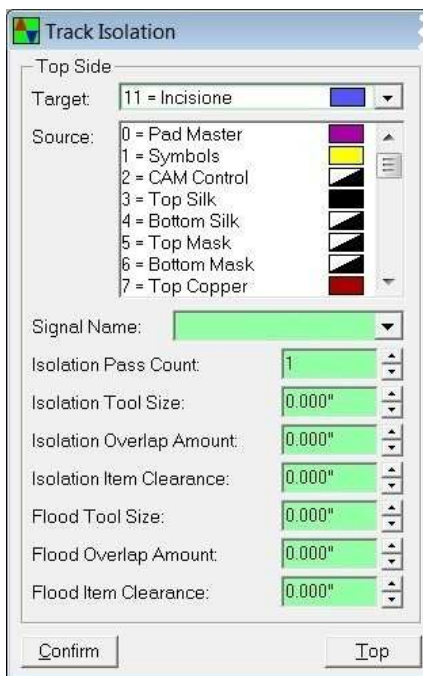 Track Isolation
Top Side
Target: 11 = Incisione
Source: 0 = Pad Master
1 = Symbols
2 = CAM Control
3 = Top Silk
4 = Bottom Silk
5 = Top Mask
6 = Bottom Mask
7 = Top Copper
Signal Name:
Isolation Pass Count: 1
Isolation Tool Size: 0.000"
Isolation Overlap Amount: 0.000"
Isolation Item Clearance: 0.000"
Flood Tool Size: 0.000"
Flood Overlap Amount: 0.000"
Flood Item Clearance: 0.000"
Confirm Top